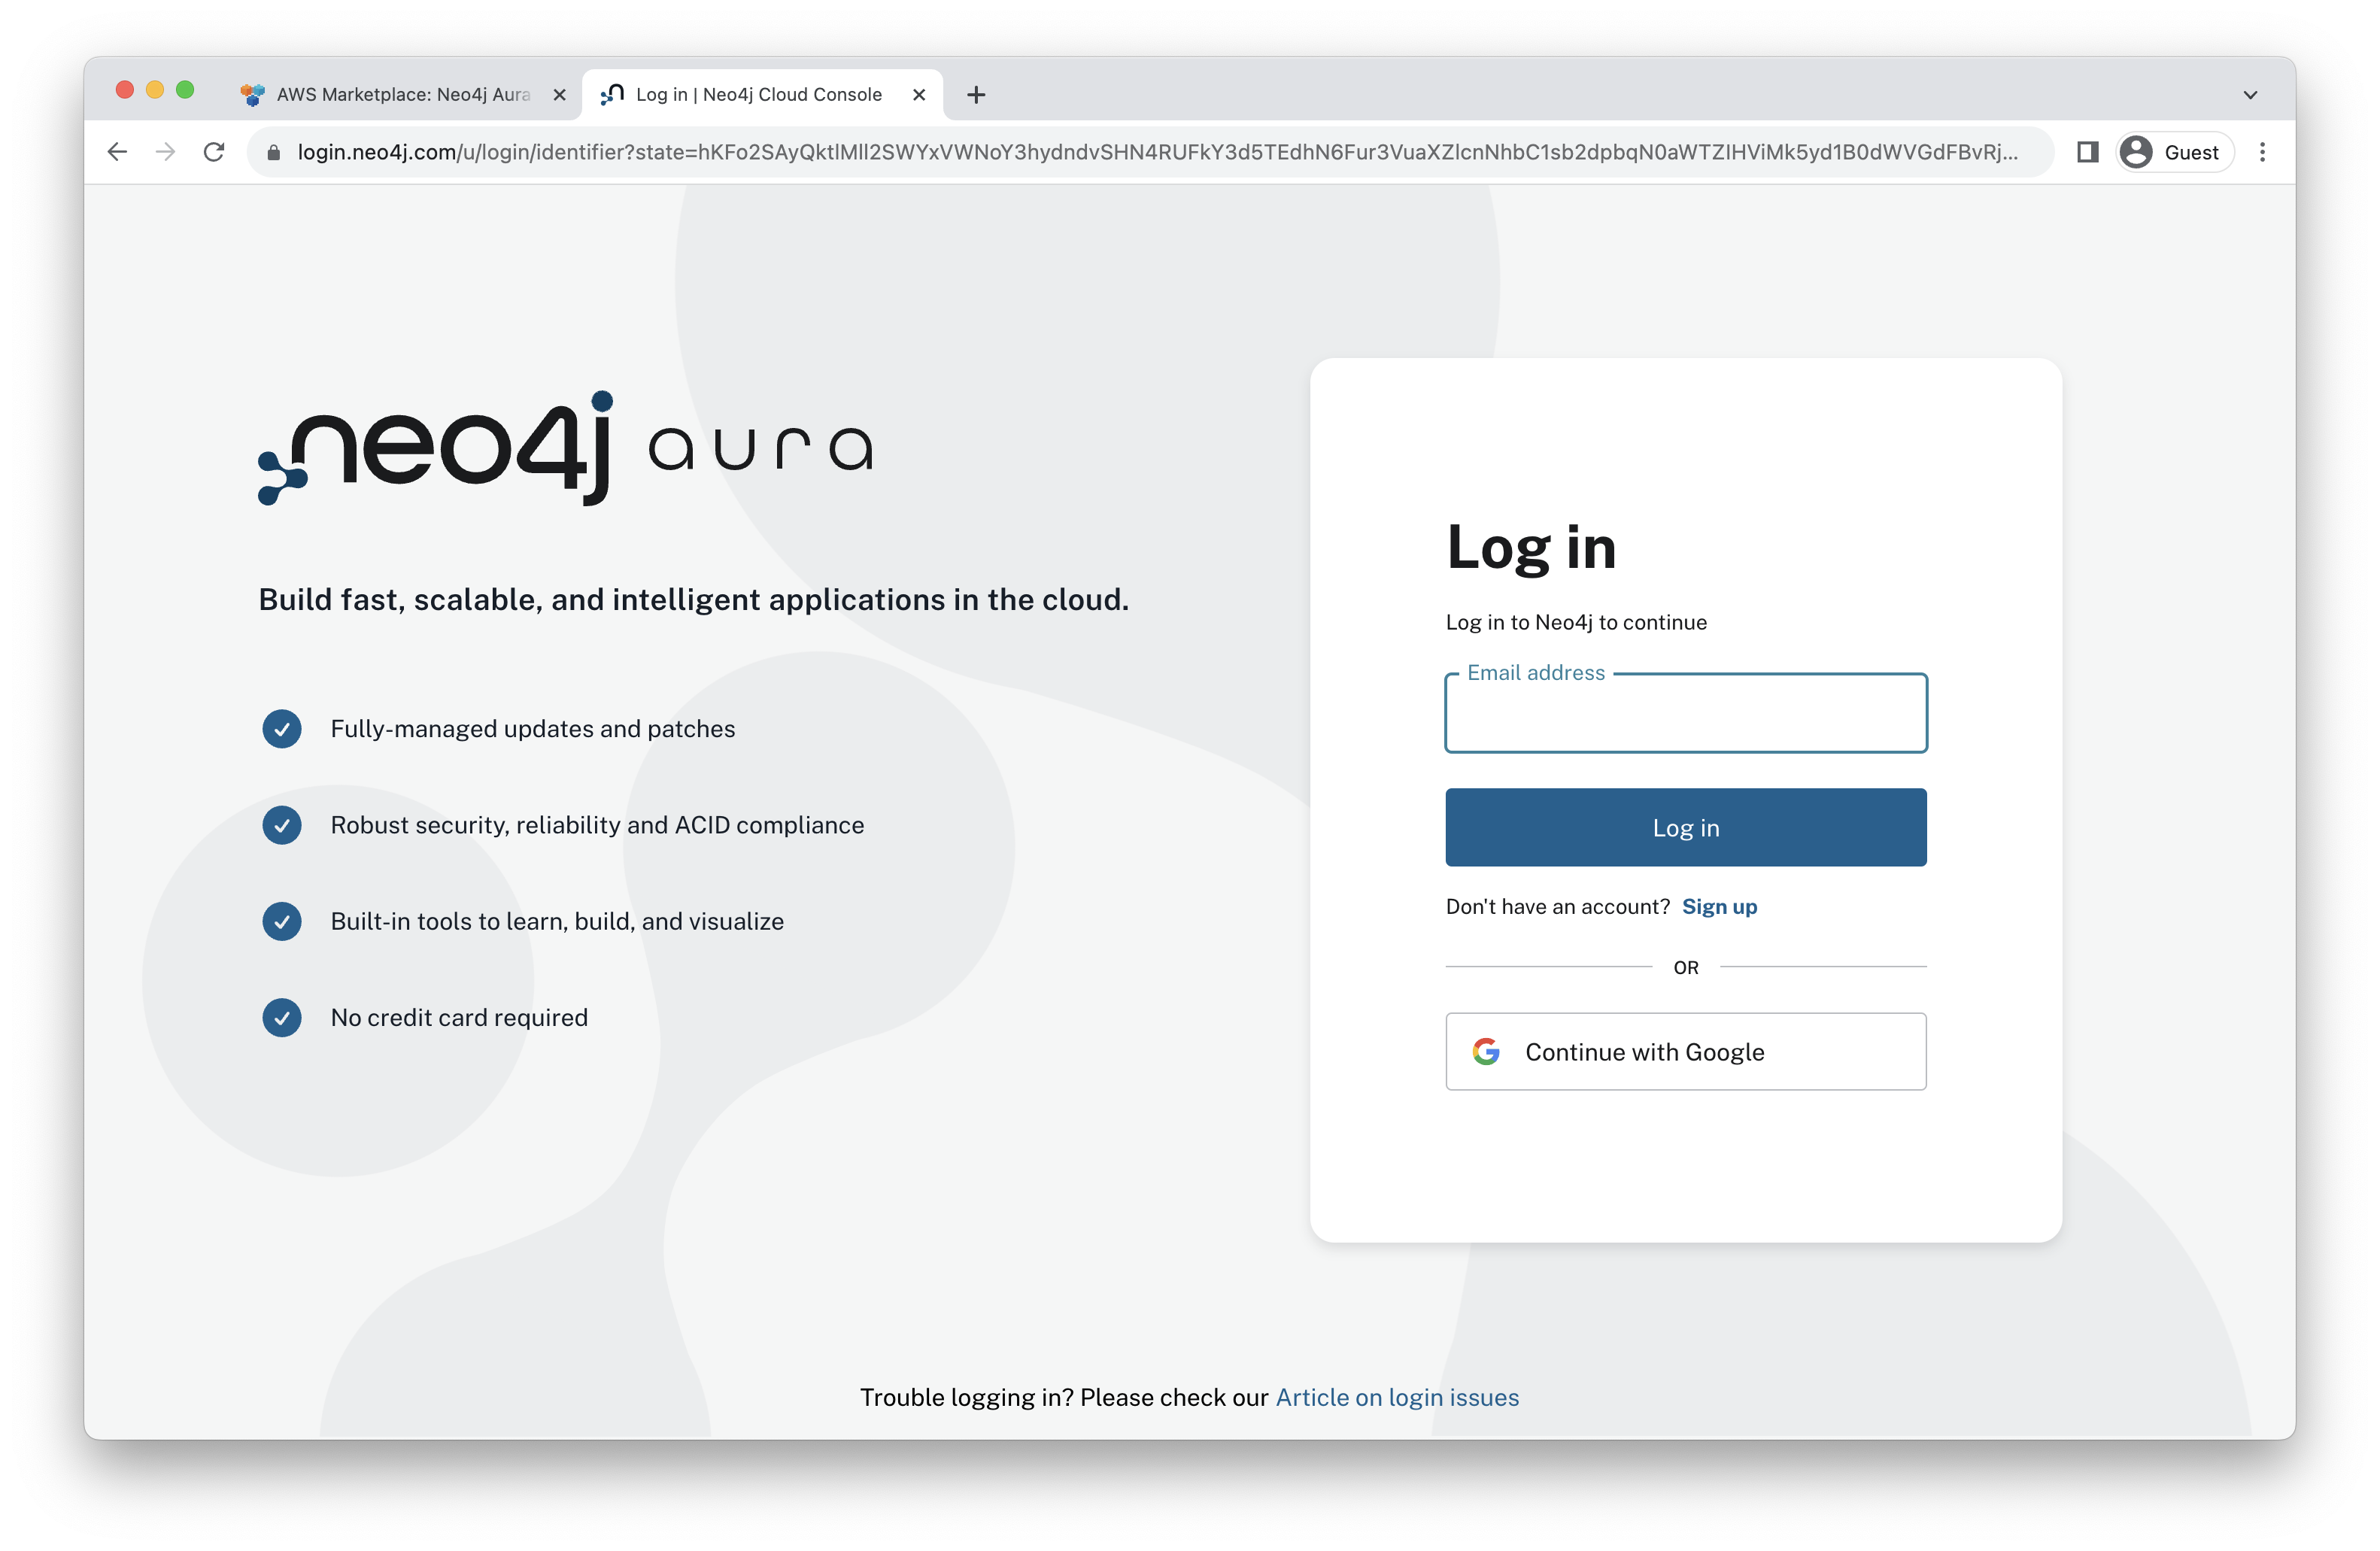 AWS Marketplace: Neo4j Aura
Log in | Neo4j Cloud Console
login.neo4j.com/u/login/identifier?state=hKFo2SAyQktIMll2SWYxVWNoY3hydndvSHN4RUFkY3d5TEdhN6Fur3VuaXZlcnNhbC1sb2dpbqN0aWTZIHViMk5yd1B0dWVGdFBvRj...
Guest
neo4j aura
Build fast, scalable, and intelligent applications in the cloud.
Fully-managed updates and patches
Robust security, reliability and ACID compliance
Built-in tools to learn, build, and visualize
No credit card required
Log in
Log in to Neo4j to continue
Email address
Log in
Don't have an account? Sign up
OR
Continue with Google
Trouble logging in? Please check our Article on login issues